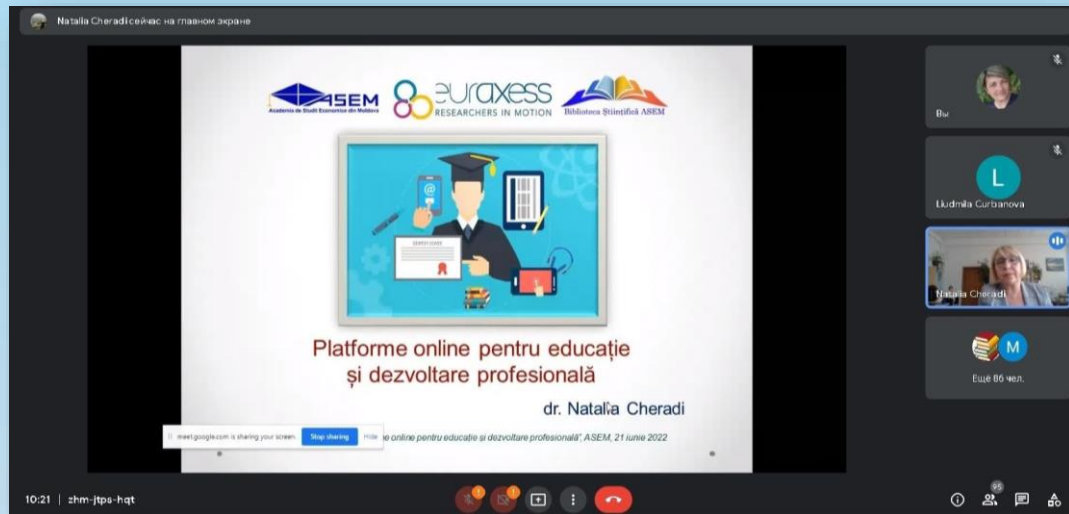 Natalia Cheradi сейчас на главном экране
ASEM
Academia de Studii Economice din Moldova
euraxess
RESEARCHERS IN MOTION
Biblioteca Științifică ASEM
CERTIFICATE
Platforme online pentru educație
și dezvoltare profesională
dr. Natalia Cheradi
meet.google.com is sharing your screen.
Stop sharing
Hide
online pentru educație și dezvoltare profesională", ASEM, 21 iunie 2022
Вы
L
Liudmila Curbanova
Natalia Cheradi
M
Ещё 86 чел.
10:21 | zhm-jtps-hqt
95